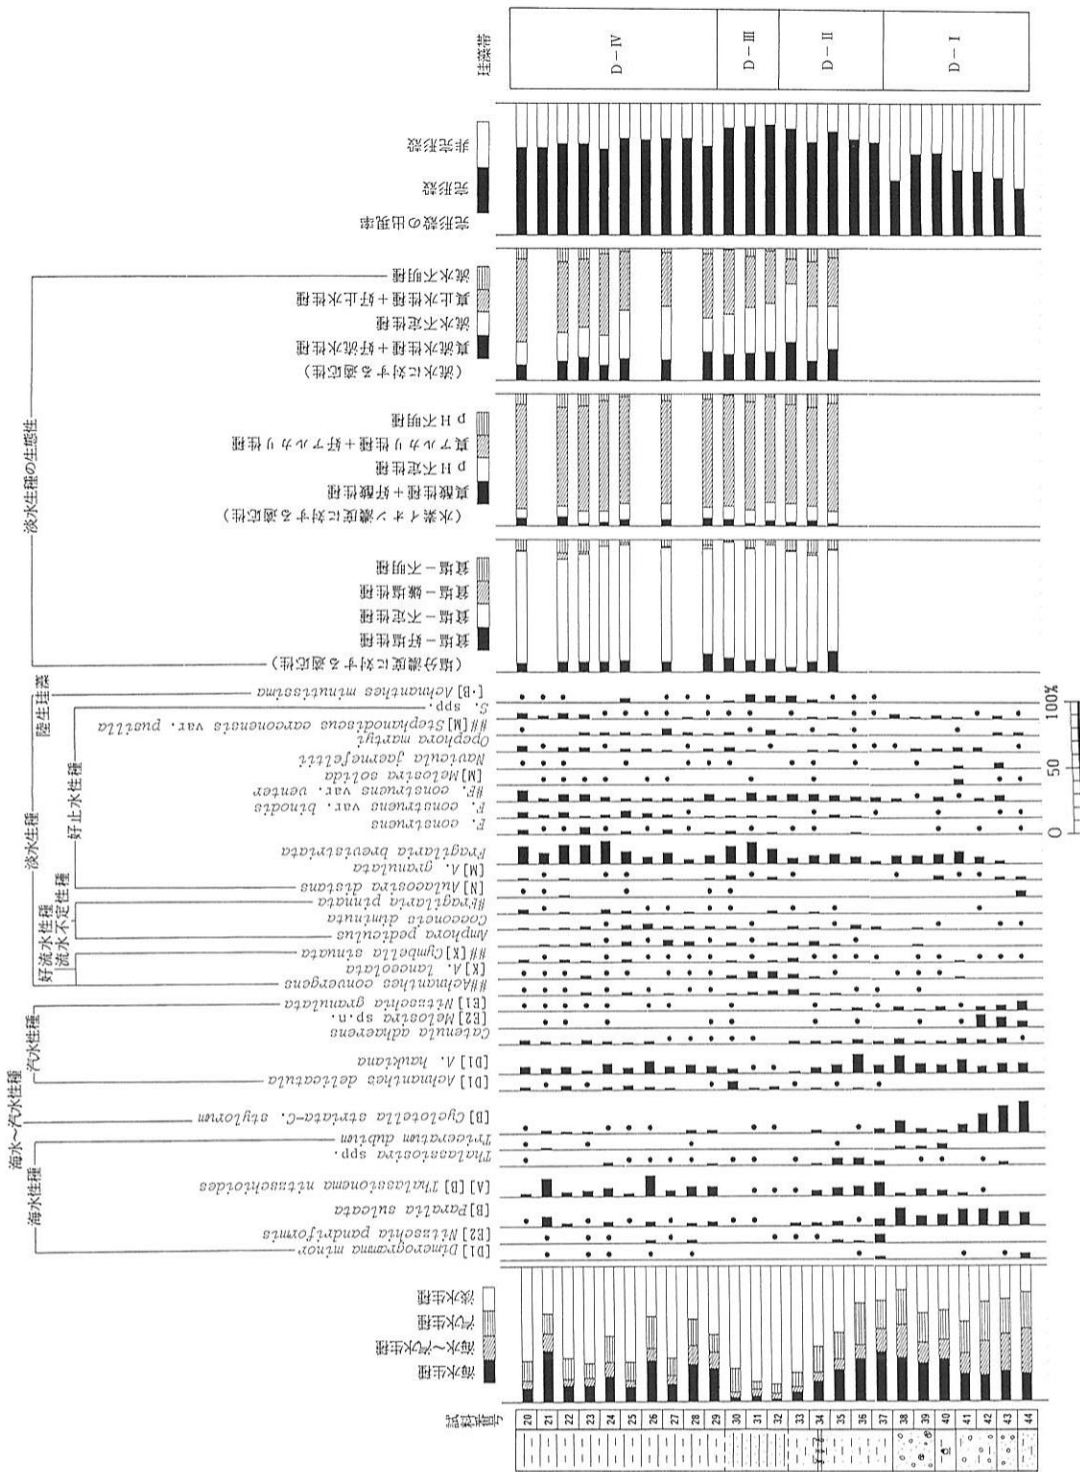 珪藻帯
D-Ⅳ
D-Ⅲ
D-Ⅱ
D-Ⅰ
非完形殻
完形殻
完形殻の出現率
淡水生種の生態性
流水不明種
真止水性種+好止水性種
流水不定性種
真流水性種+好流水性種
(流水に対する適応性)
pH不明種
真アルカリ性種+好アルカリ性種
pH不定性種
真酸性種+好酸性種
(水素イオン濃度に対する適応性)
貧塩-不明種
貧塩-嫌塩性種
貧塩-不定性種
貧塩-好塩性種
(塩分濃度に対する適応性)
陸生珪藻
淡水生種
好止水性種
流水不定性種
好流水性種
汽水性種
海水~汽水性種
海水性種
[・B] Achnanthes minutissima
S. spp.
##[M] Stephanodiscus carconensis var. pusilla
Opephora martyi
Navicula jaernefeltii
[M] Melosira solida
#F. construens var. venter
F. construens var. binodis
F. construens
Fragilaria brevistriata
[M] A. granulata
[N] Aulacosira distans
#Fragilaria pinnata
Cocconeis diminuta
Amphora pediculus
##[K] Cymbella sinuata
[K] A. lanceolata
##Achnanthes convergens
[E1] Nitzschia granulata
[E2] Melosira sp.n.
Catenula adhaerens
[D1] A. haukiana
[D1] Achnanthes delicatula
[B] Cyclotella striata-C. stylorum
Triceratium dubium
Thalassiosira spp.
[A] [B] Thalassionema nitzschioides
[B] Paralia sulcata
[E2] Nitzschia pandriformis
[D1] Dimerogramma minor
0 50 100%
淡水生種
汽水生種
海水~汽水生種
海水生種
試料番号
20
21
22
23
24
25
26
27
28
29
30
31
32
33
34
35
36
37
38
39
40
41
42
43
44